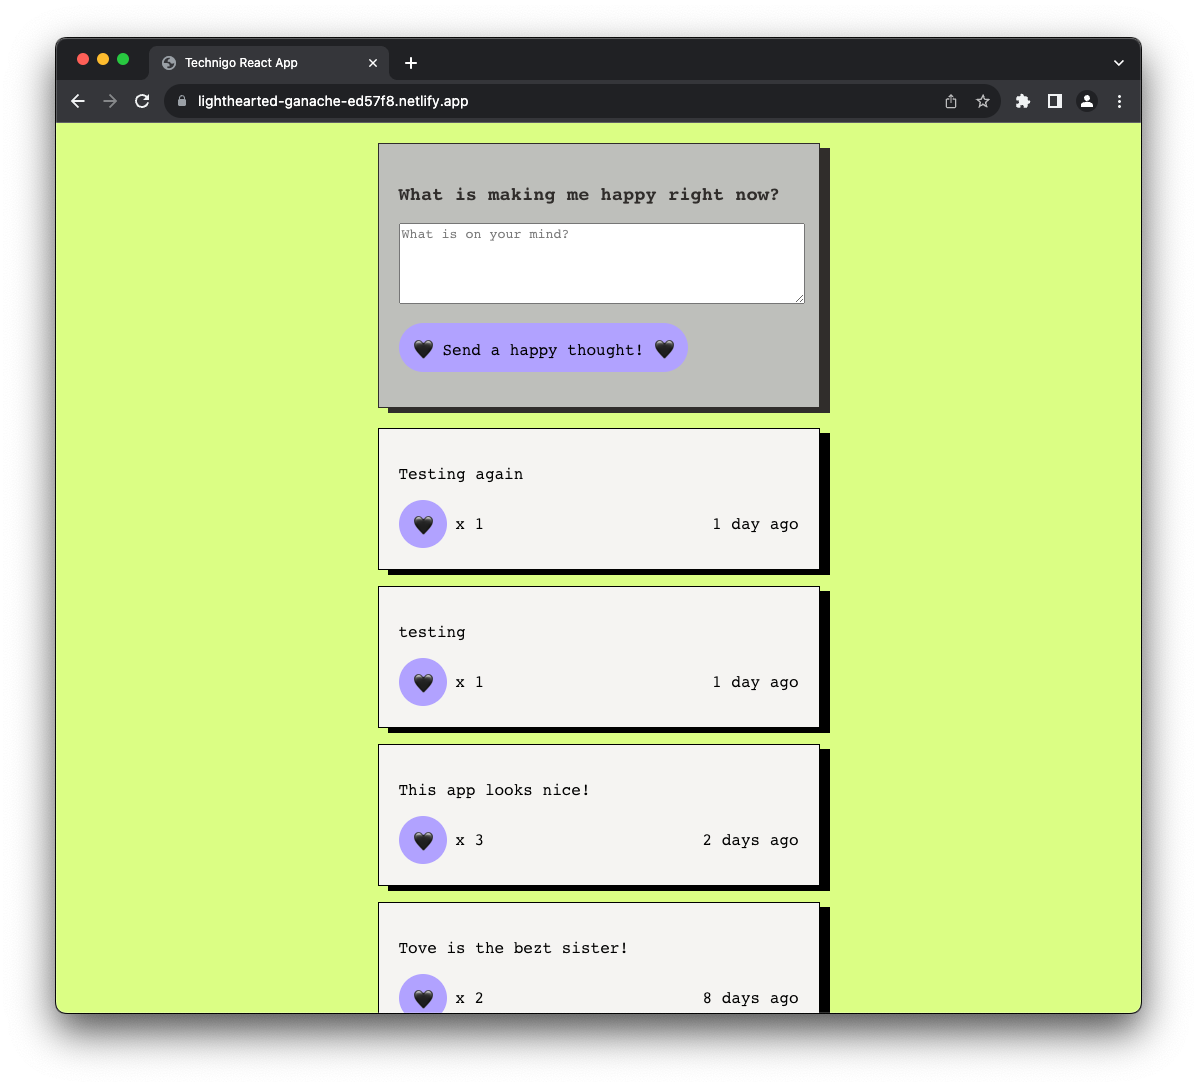 Technigo React App
lighthearted-ganache-ed57f8.netlify.app
What is making me happy right now?
What is on your mind?
🖤 Send a happy thought! 🖤
Testing again
🖤 x 1 1 day ago
testing
🖤 x 1 1 day ago
This app looks nice!
🖤 x 3 2 days ago
Tove is the bezt sister!
🖤 x 2 8 days ago